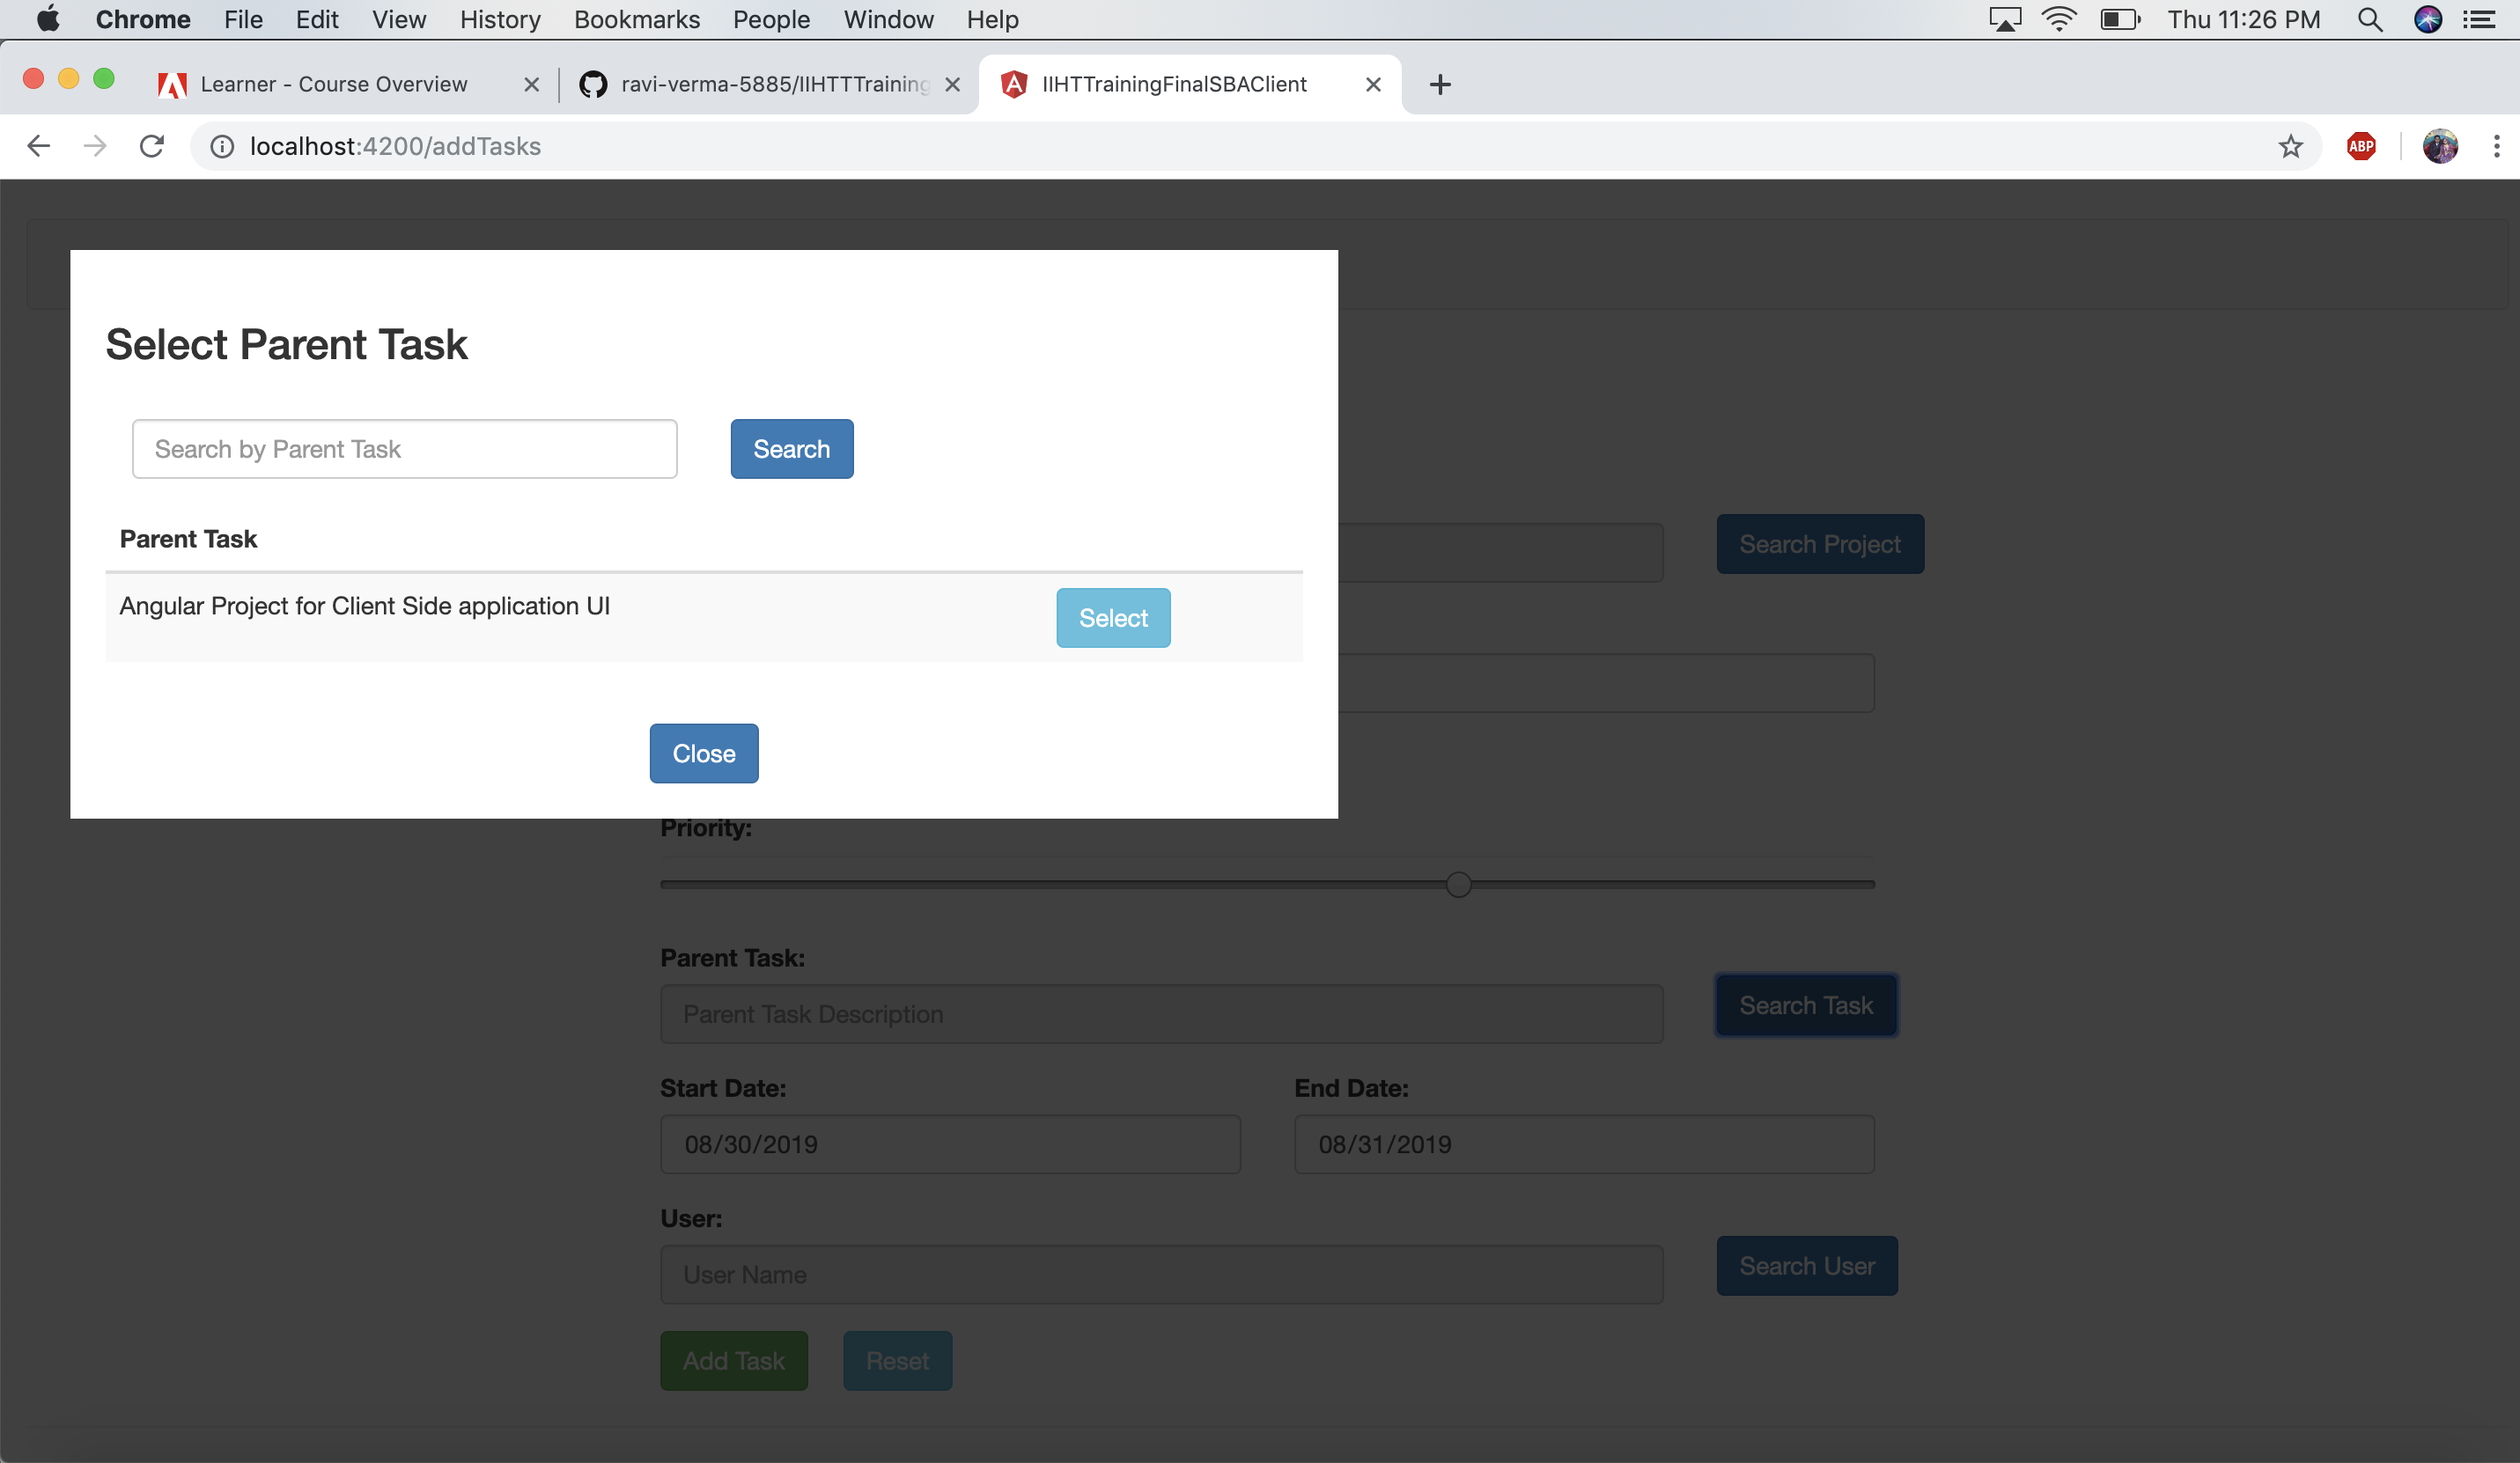 Chrome File Edit View History Bookmarks People Window Help Thu 11:26 PM
Learner - Course Overview ravi-verma-5885/IIHTTTraining IIHTTrainingFinalSBAClient
localhost:4200/addTasks ABP
Select Parent Task
Search by Parent Task Search
Parent Task
Search Project
Angular Project for Client Side application UI Select
Close
Priority:
Parent Task:
Parent Task Description Search Task
Start Date: End Date:
08/30/2019 08/31/2019
User:
User Name Search User
Add Task Reset